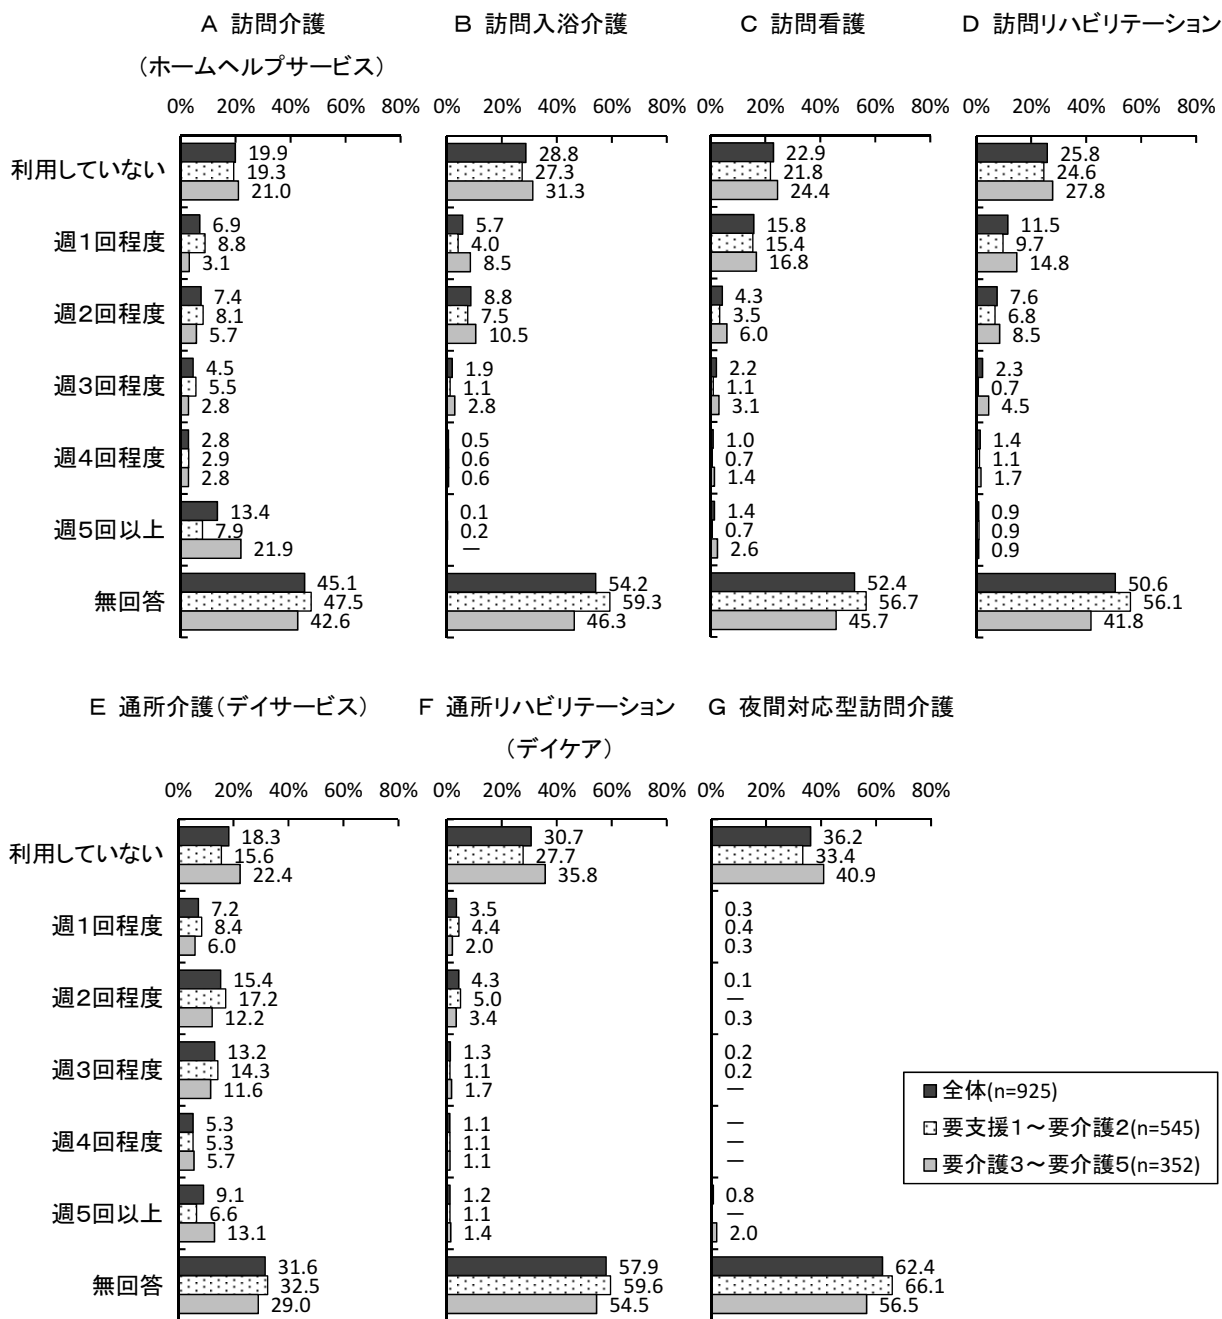 A 訪問介護
（ホームヘルプサービス）
B 訪問入浴介護
C 訪問看護
D 訪問リハビリテーション
0% 20% 40% 60% 80%
0% 20% 40% 60% 80%
0% 20% 40% 60% 80%
0% 20% 40% 60% 80%
利用していない
19.9 28.8 22.9 25.8
19.3 27.3 21.8 24.6
21.0 31.3 24.4 27.8
週1回程度
6.9 5.7 15.8 11.5
8.8 4.0 15.4 9.7
3.1 8.5 16.8 14.8
週2回程度
7.4 8.8 4.3 7.6
8.1 7.5 3.5 6.8
5.7 10.5 6.0 8.5
週3回程度
4.5 1.9 2.2 2.3
5.5 1.1 1.1 0.7
2.8 2.8 3.1 4.5
週4回程度
2.8 0.5 1.0 1.4
2.9 0.6 0.7 1.1
2.8 0.6 1.4 1.7
週5回以上
13.4 0.1 1.4 0.9
7.9 0.2 0.7 0.9
21.9 — 2.6 0.9
無回答
45.1 54.2 52.4 50.6
47.5 59.3 56.7 56.1
42.6 46.3 45.7 41.8
E 通所介護（デイサービス）
F 通所リハビリテーション
（デイケア）
G 夜間対応型訪問介護
0% 20% 40% 60% 80%
0% 20% 40% 60% 80%
0% 20% 40% 60% 80%
利用していない
18.3 30.7 36.2
15.6 27.7 33.4
22.4 35.8 40.9
週1回程度
7.2 3.5 0.3
8.4 4.4 0.4
6.0 2.0 0.3
週2回程度
15.4 4.3 0.1
17.2 5.0 —
12.2 3.4 0.3
週3回程度
13.2 1.3 0.2
14.3 1.1 0.2
11.6 1.7 —
週4回程度
5.3 1.1 —
5.3 1.1 —
5.7 1.1 —
週5回以上
9.1 1.2 0.8
6.6 1.1 —
13.1 1.4 2.0
無回答
31.6 57.9 62.4
32.5 59.6 66.1
29.0 54.5 56.5
全体(n=925)
要支援1～要介護2(n=545)
要介護3～要介護5(n=352)